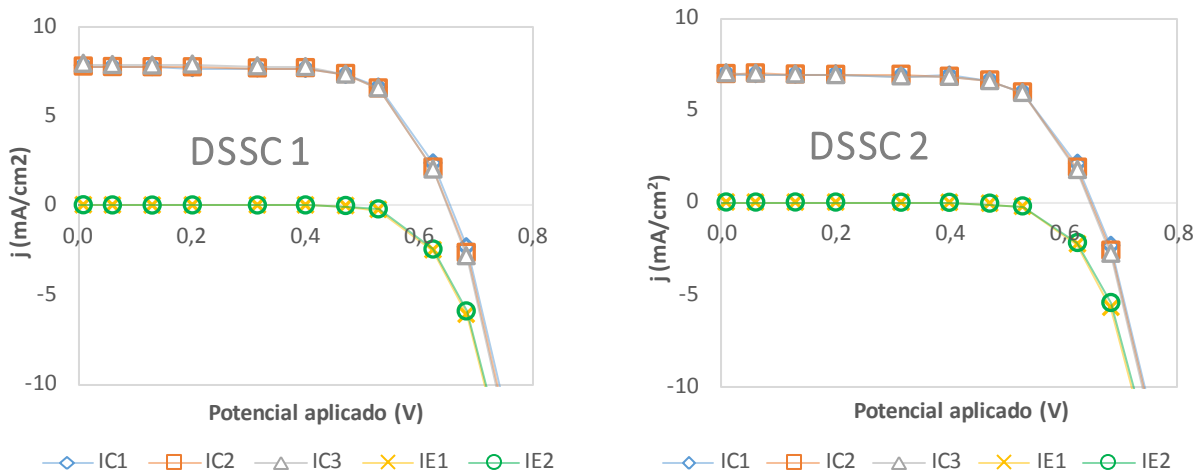 10
5
0
-5
-10
0,0
0,2
0,4
0,6
0,8
j (mA/cm2)
DSSC 1
Potencial aplicado (V)
IC1 IC2 IC3 IE1 IE2
10
5
0
-5
-10
0,0
0,2
0,4
0,6
0,8
j (mA/cm²)
DSSC 2
Potencial aplicado (V)
IC1 IC2 IC3 IE1 IE2